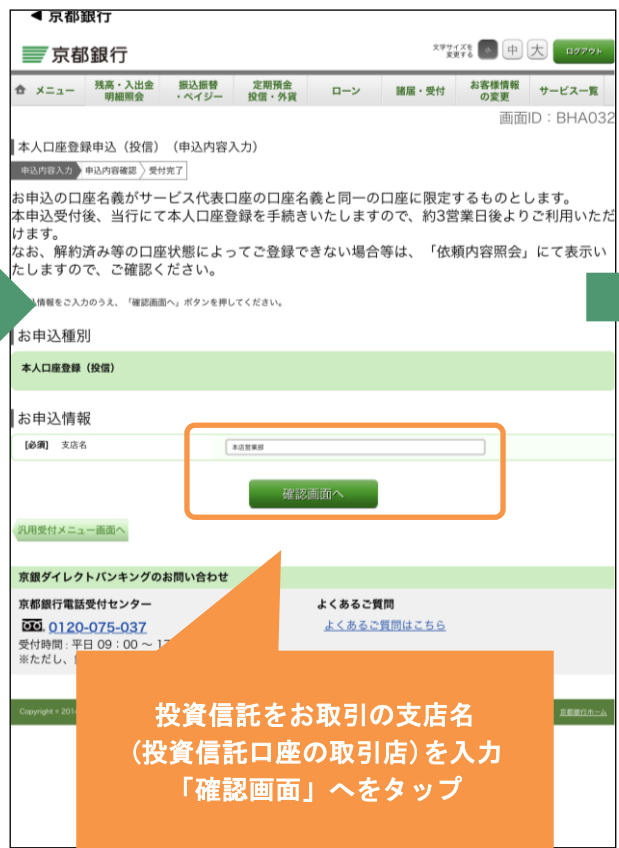 ◀ 京都銀行
京都銀行
文字サイズを
変更する 小 中 大 ログアウト
メニュー
残高・入出金
明細照会
振込振替
・ペイジー
定期預金
投信・外貨
ローン
諸届・受付
お客様情報
の変更
サービス一覧
画面ID：BHA032
本人口座登録申込（投信）（申込内容入力）
申込内容入力 申込内容確認 受付完了
お申込の口座名義がサービス代表口座の口座名義と同一の口座に限定するものとします。
本申込受付後、当行にて本人口座登録を手続きいたしますので、約3営業日後よりご利用いただ
けます。
なお、解約済み等の口座状態によってご登録できない場合等は、「依頼内容照会」にて表示い
たしますので、ご確認ください。
情報をご入力のうえ、「確認画面へ」ボタンを押してください。
お申込種別
本人口座登録（投信）
お申込情報
[必須] 支店名 本店営業部
確認画面へ
汎用受付メニュー画面へ
京銀ダイレクトバンキングのお問い合わせ
京都銀行電話受付センター
0120-075-037
受付時間：平日 09：00 ～ 17
※ただし、
よくあるご質問
よくあるご質問はこちら
Copyright © 201
京都銀行ホーム
投資信託をお取引の支店名
(投資信託口座の取引店)を入力
「確認画面」へをタップ